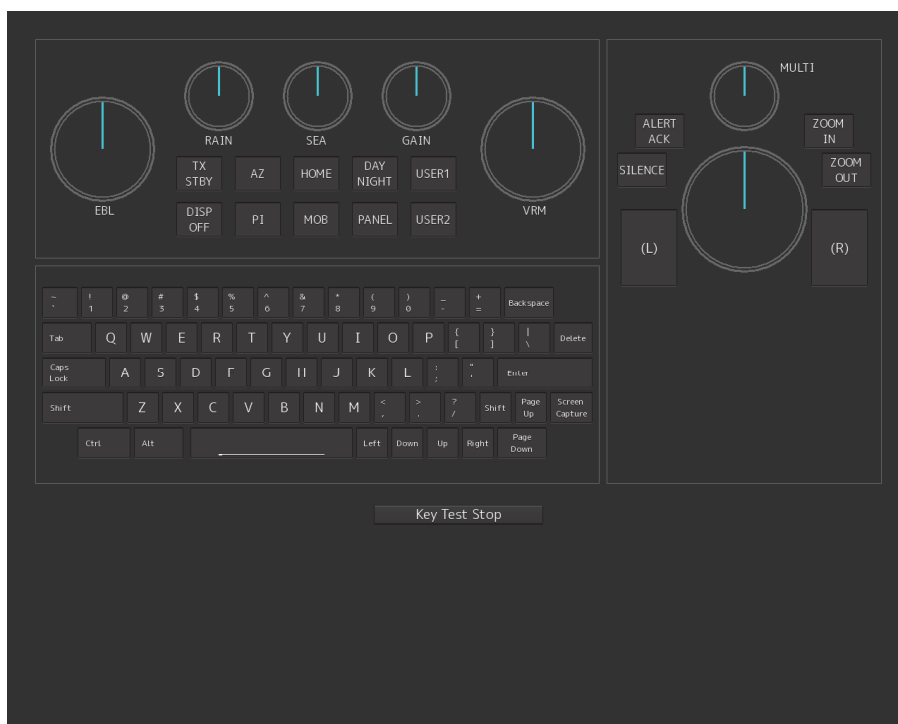 MULTI
RAIN SEA GAIN
EBL VRM
TX STBY AZ HOME DAY NIGHT USER1
DISP OFF PI MOB PANEL USER2
ALERT ACK
ZOOM IN
SILENCE
ZOOM OUT
(L) (R)
~ ` ! 1 @ 2 # 3 $ 4 % 5 ^ 6 & 7 * 8 ( 9 ) 0 _ - + = Backspace
Tab Q W E R T Y U I O P { [ } ] | \ Delete
Caps Lock A S D F G H J K L : ; " ' Enter
Shift Z X C V B N M < , > . ? / Shift Page Up Screen Capture
Ctrl Alt Left Down Up Right Page Down
Key Test Stop